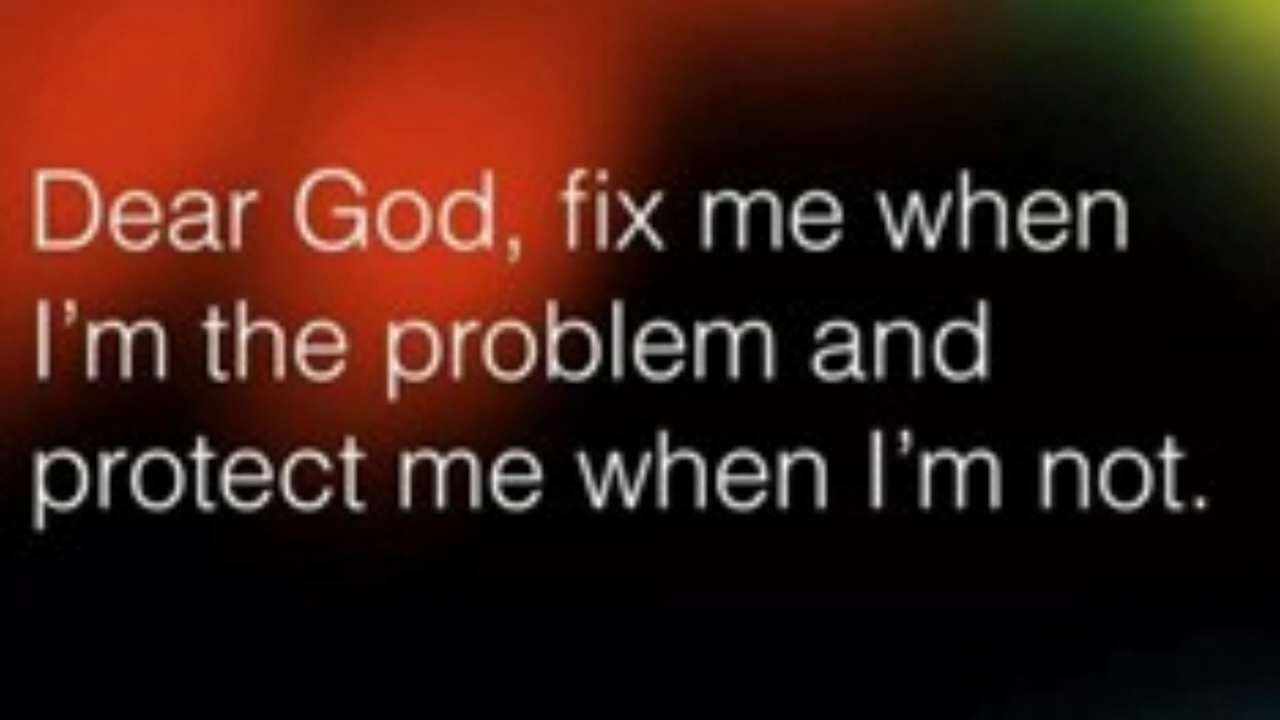 Dear God, fix me when
I’m the problem and
protect me when I’m not.